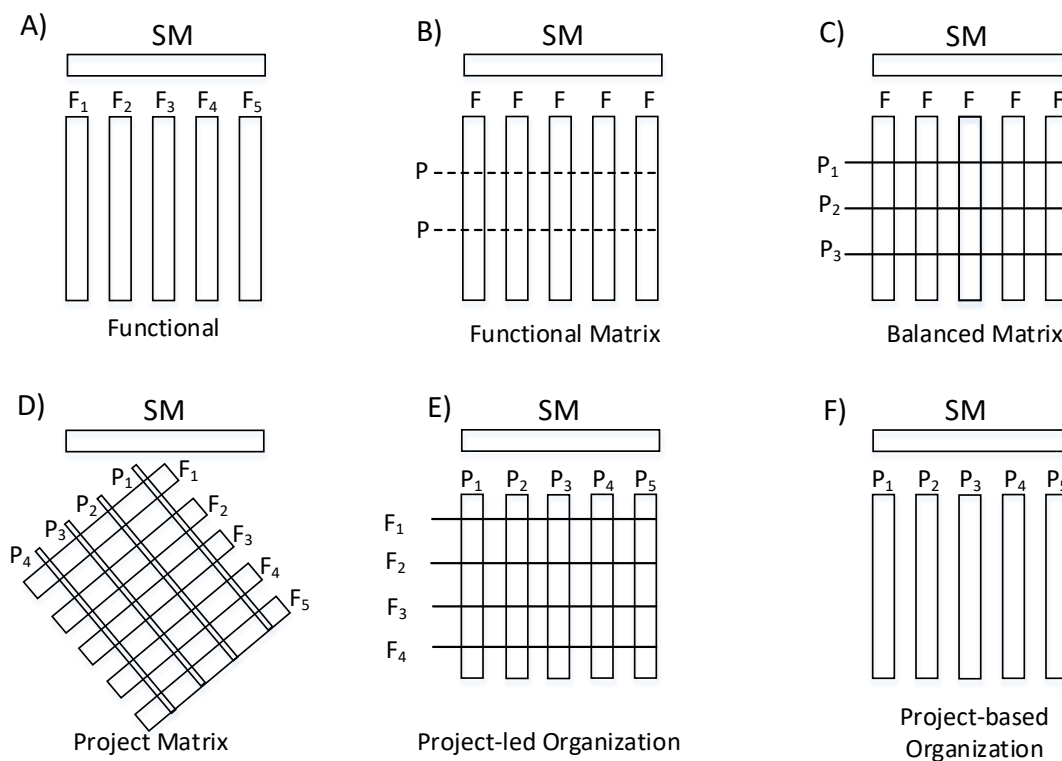 A)
SM
F₁ F₂ F₃ F₄ F₅
Functional
B)
SM
F F F F F
P
P
Functional Matrix
C)
SM
F F F F F
P₁
P₂
P₃
Balanced Matrix
D)
SM
P₁ F₁
P₂ F₂
P₃ F₃
P₄ F₄
F₅
Project Matrix
E)
SM
P₁ P₂ P₃ P₄ P₅
F₁
F₂
F₃
F₄
Project-led Organization
F)
SM
P₁ P₂ P₃ P₄ P₅
Project-based
Organization